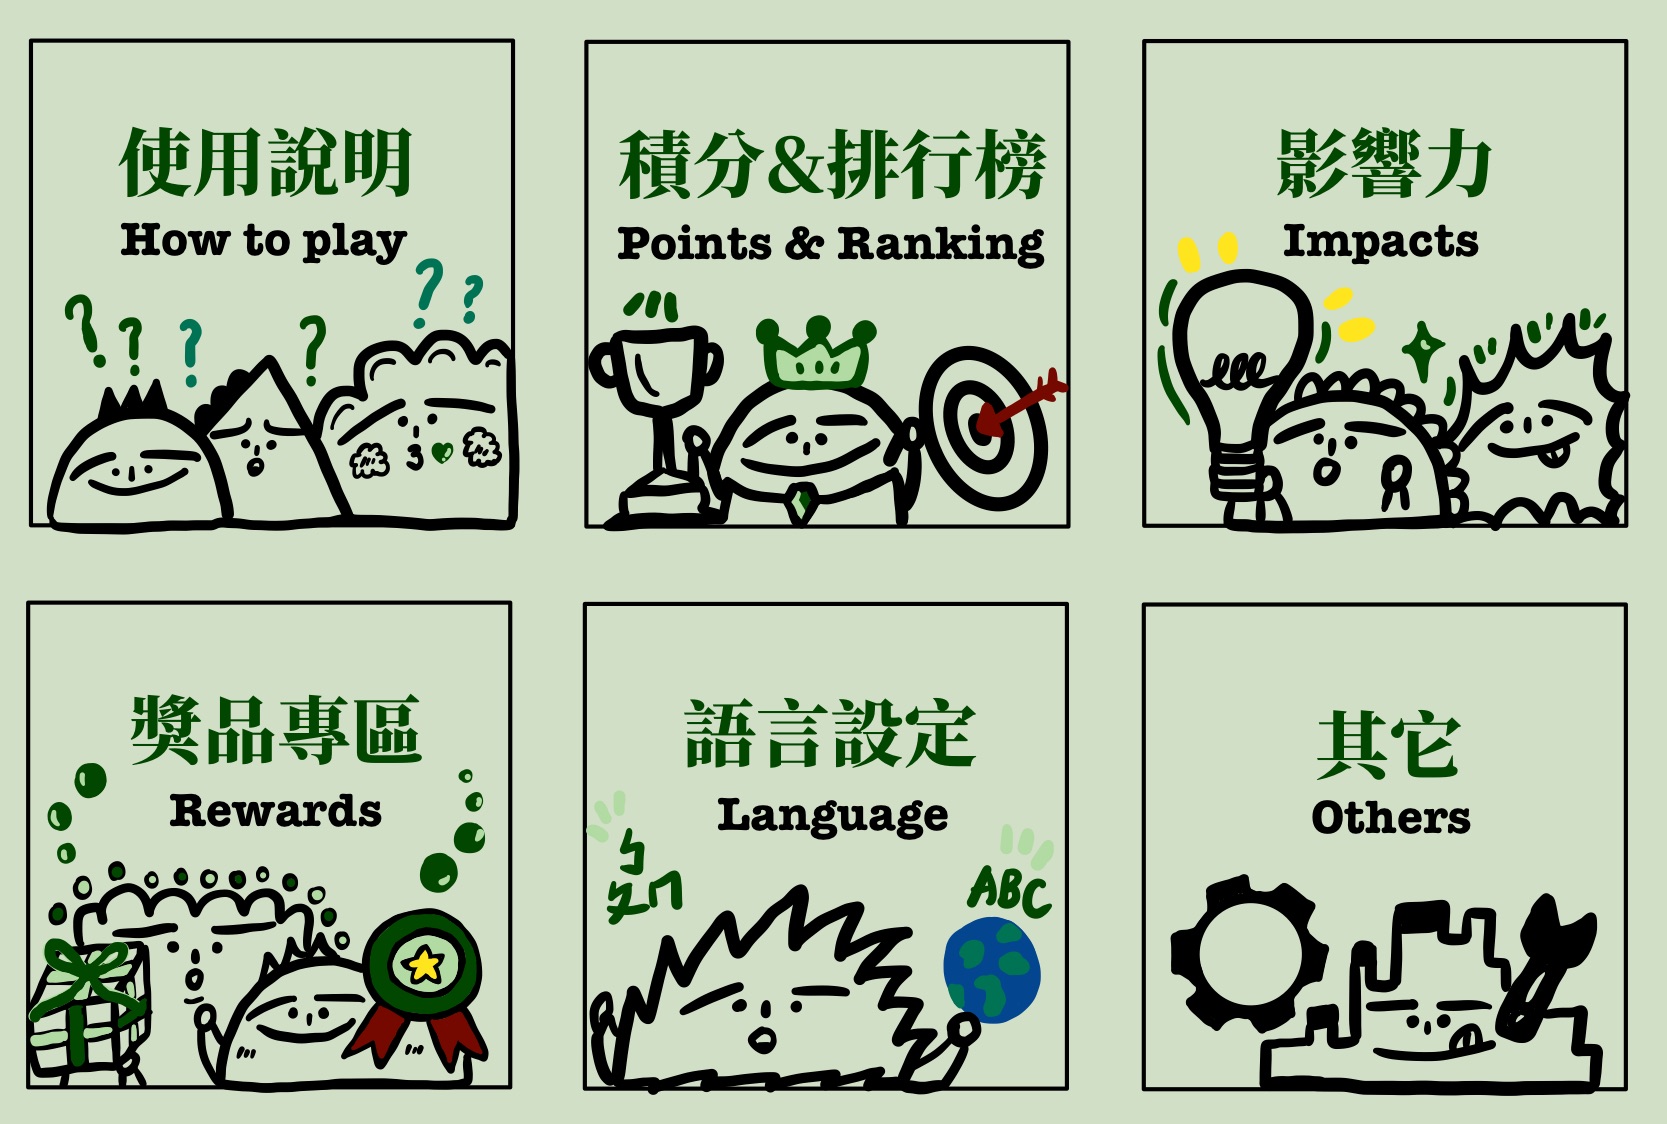 使用說明
How to play
積分&排行榜
Points & Ranking
影響力
Impacts
獎品專區
Rewards
語言設定
Language
ㄅ
ABC
其它
Others